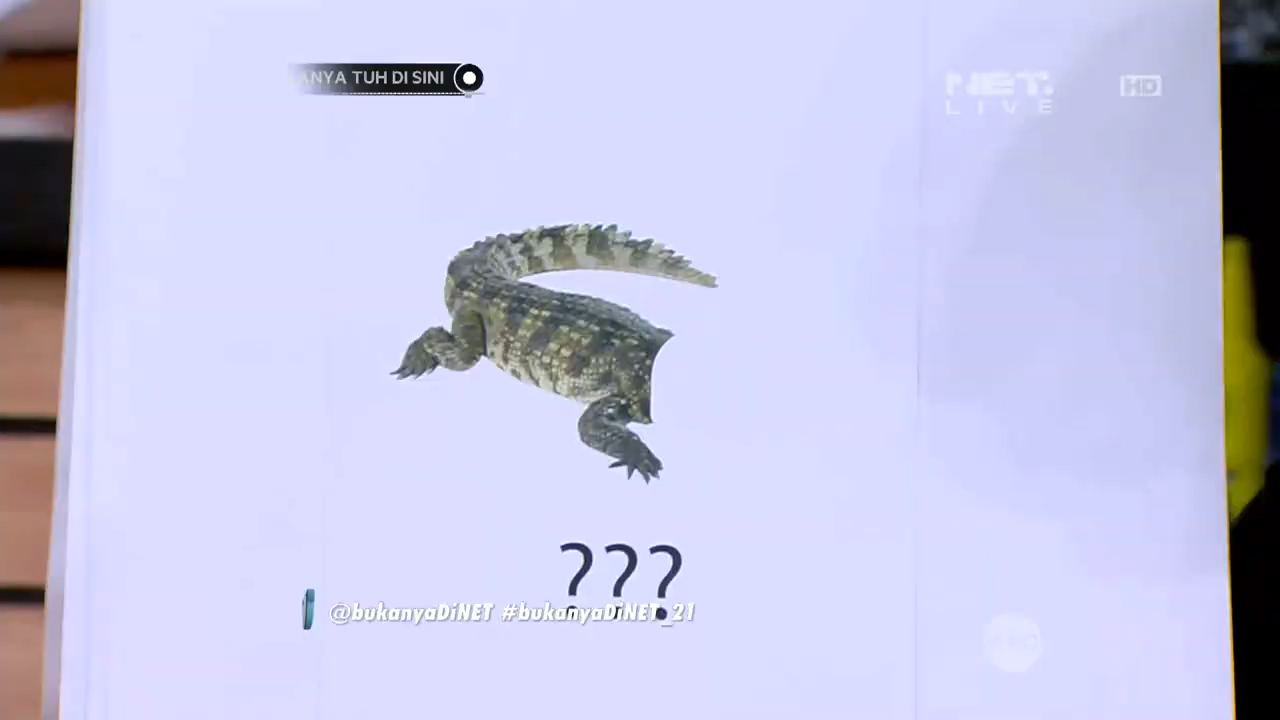 ANYA TUH DI SINI
NET.
LIVE
HD
???
@bukanyaDiNET #bukanyaDiNET_21